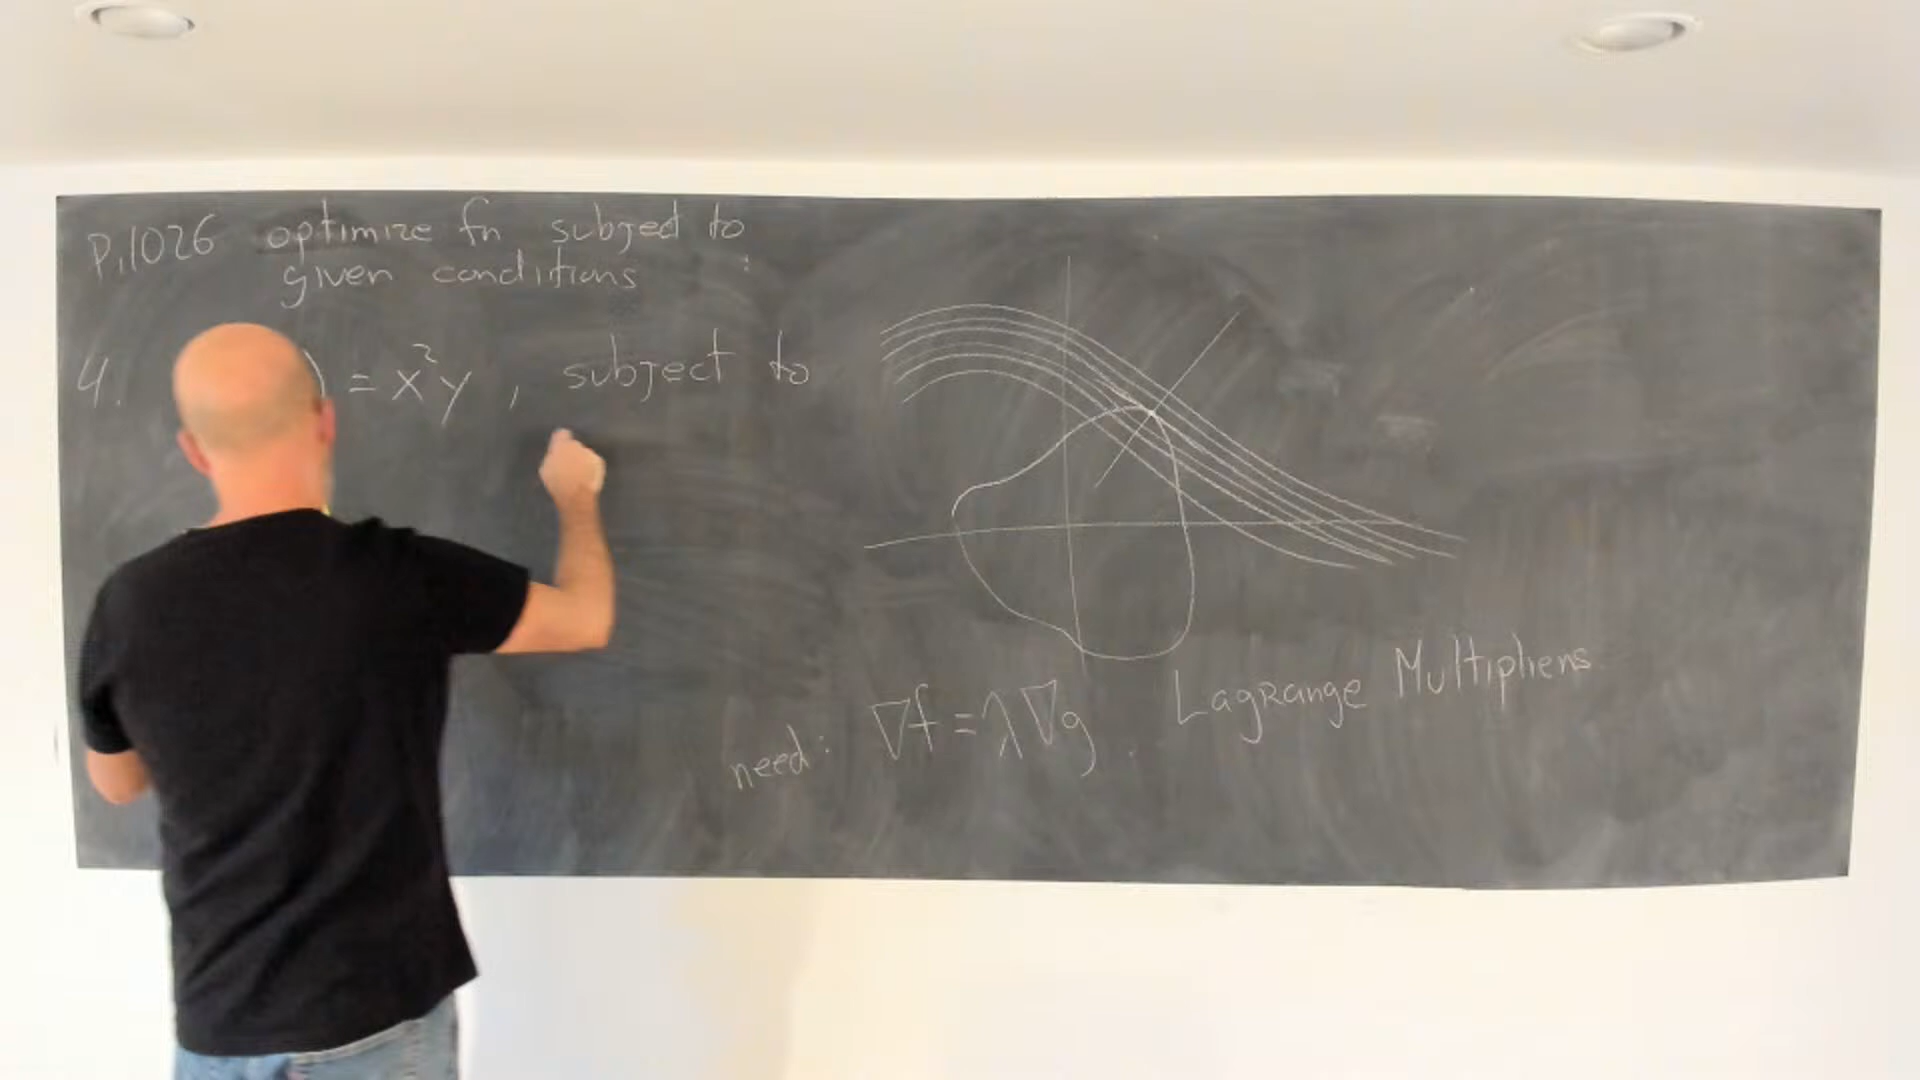 P.1026 optimize fn subject to
given conditions :
4. ) = x²y , subject to
need: ∇f = λ∇g . Lagrange Multipliers